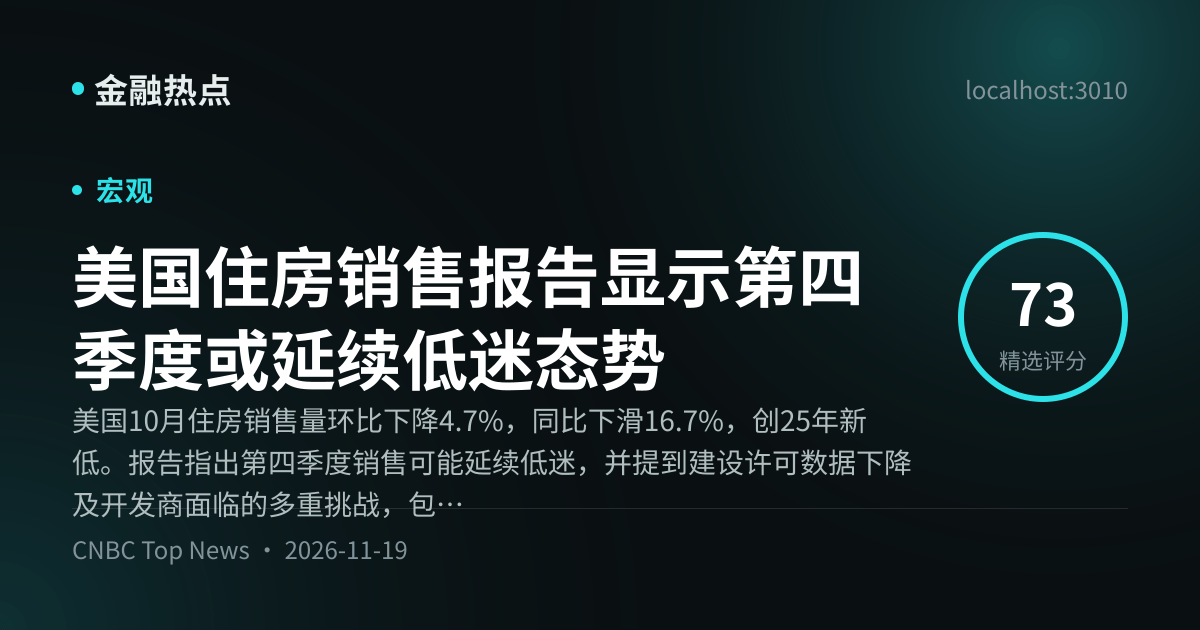 金融热点
localhost:3010
宏观
美国住房销售报告显示第四
季度或延续低迷态势
73
精选评分
美国10月住房销售量环比下降4.7%，同比下滑16.7%，创25年新
低。报告指出第四季度销售可能延续低迷，并提到建设许可数据下降
及开发商面临的多重挑战，包…
CNBC Top News · 2026-11-19